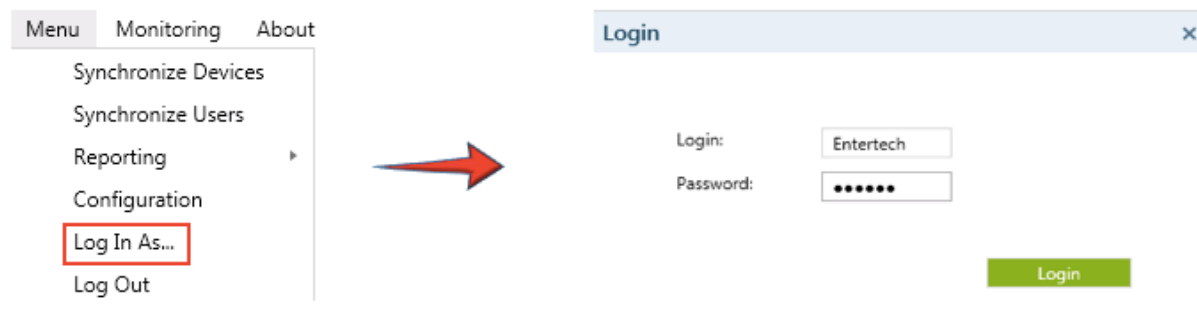 Menu Monitoring About
Synchronize Devices
Synchronize Users
Reporting
Configuration
Log In As...
Log Out
Login
Login: Entertech
Password: ●●●●●●
Login